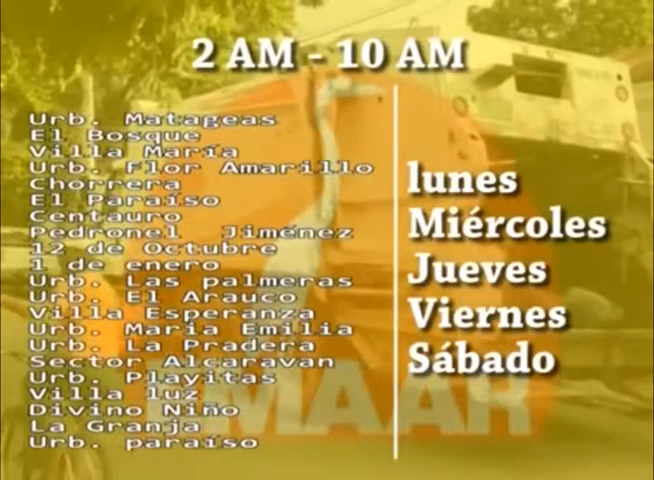 2 AM - 10 AM
Urb. Matageas
El Bosque
Villa María
Urb. Flor Amarillo
Chorrera
El Paraíso
Centauro
Pedronel Jiménez
12 de Octubre
1 de enero
Urb. Las palmeras
Urb. El Arauco
Villa Esperanza
Urb. Maria Emilia
Urb. La Pradera
Sector Alcaravan
Urb. Playitas
Villa luz
Divino Niño
La Granja
Urb. paraíso
lunes
Miércoles
Jueves
Viernes
Sábado
EMAAR